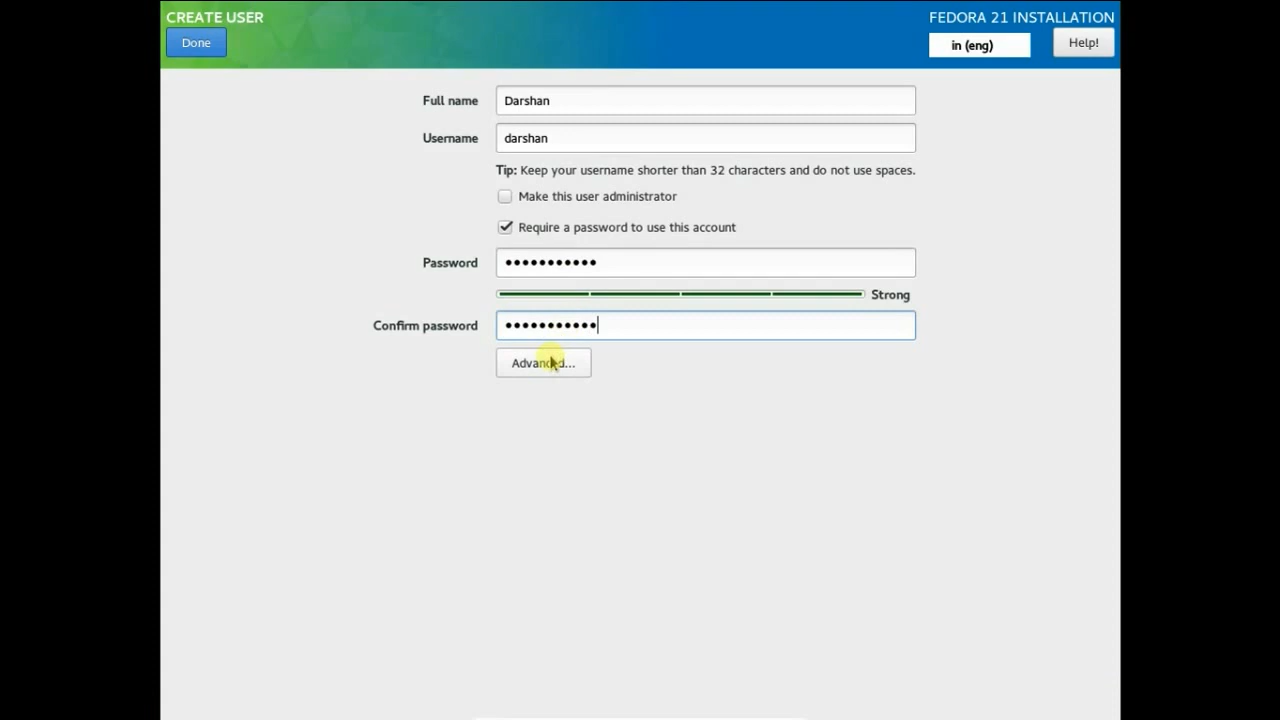 CREATE USER
FEDORA 21 INSTALLATION
Done
in (eng)
Help!
Full name
Darshan
Username
darshan
Tip: Keep your username shorter than 32 characters and do not use spaces.
Make this user administrator
Require a password to use this account
Password
•••••••••••
Strong
Confirm password
•••••••••••
Advanced...